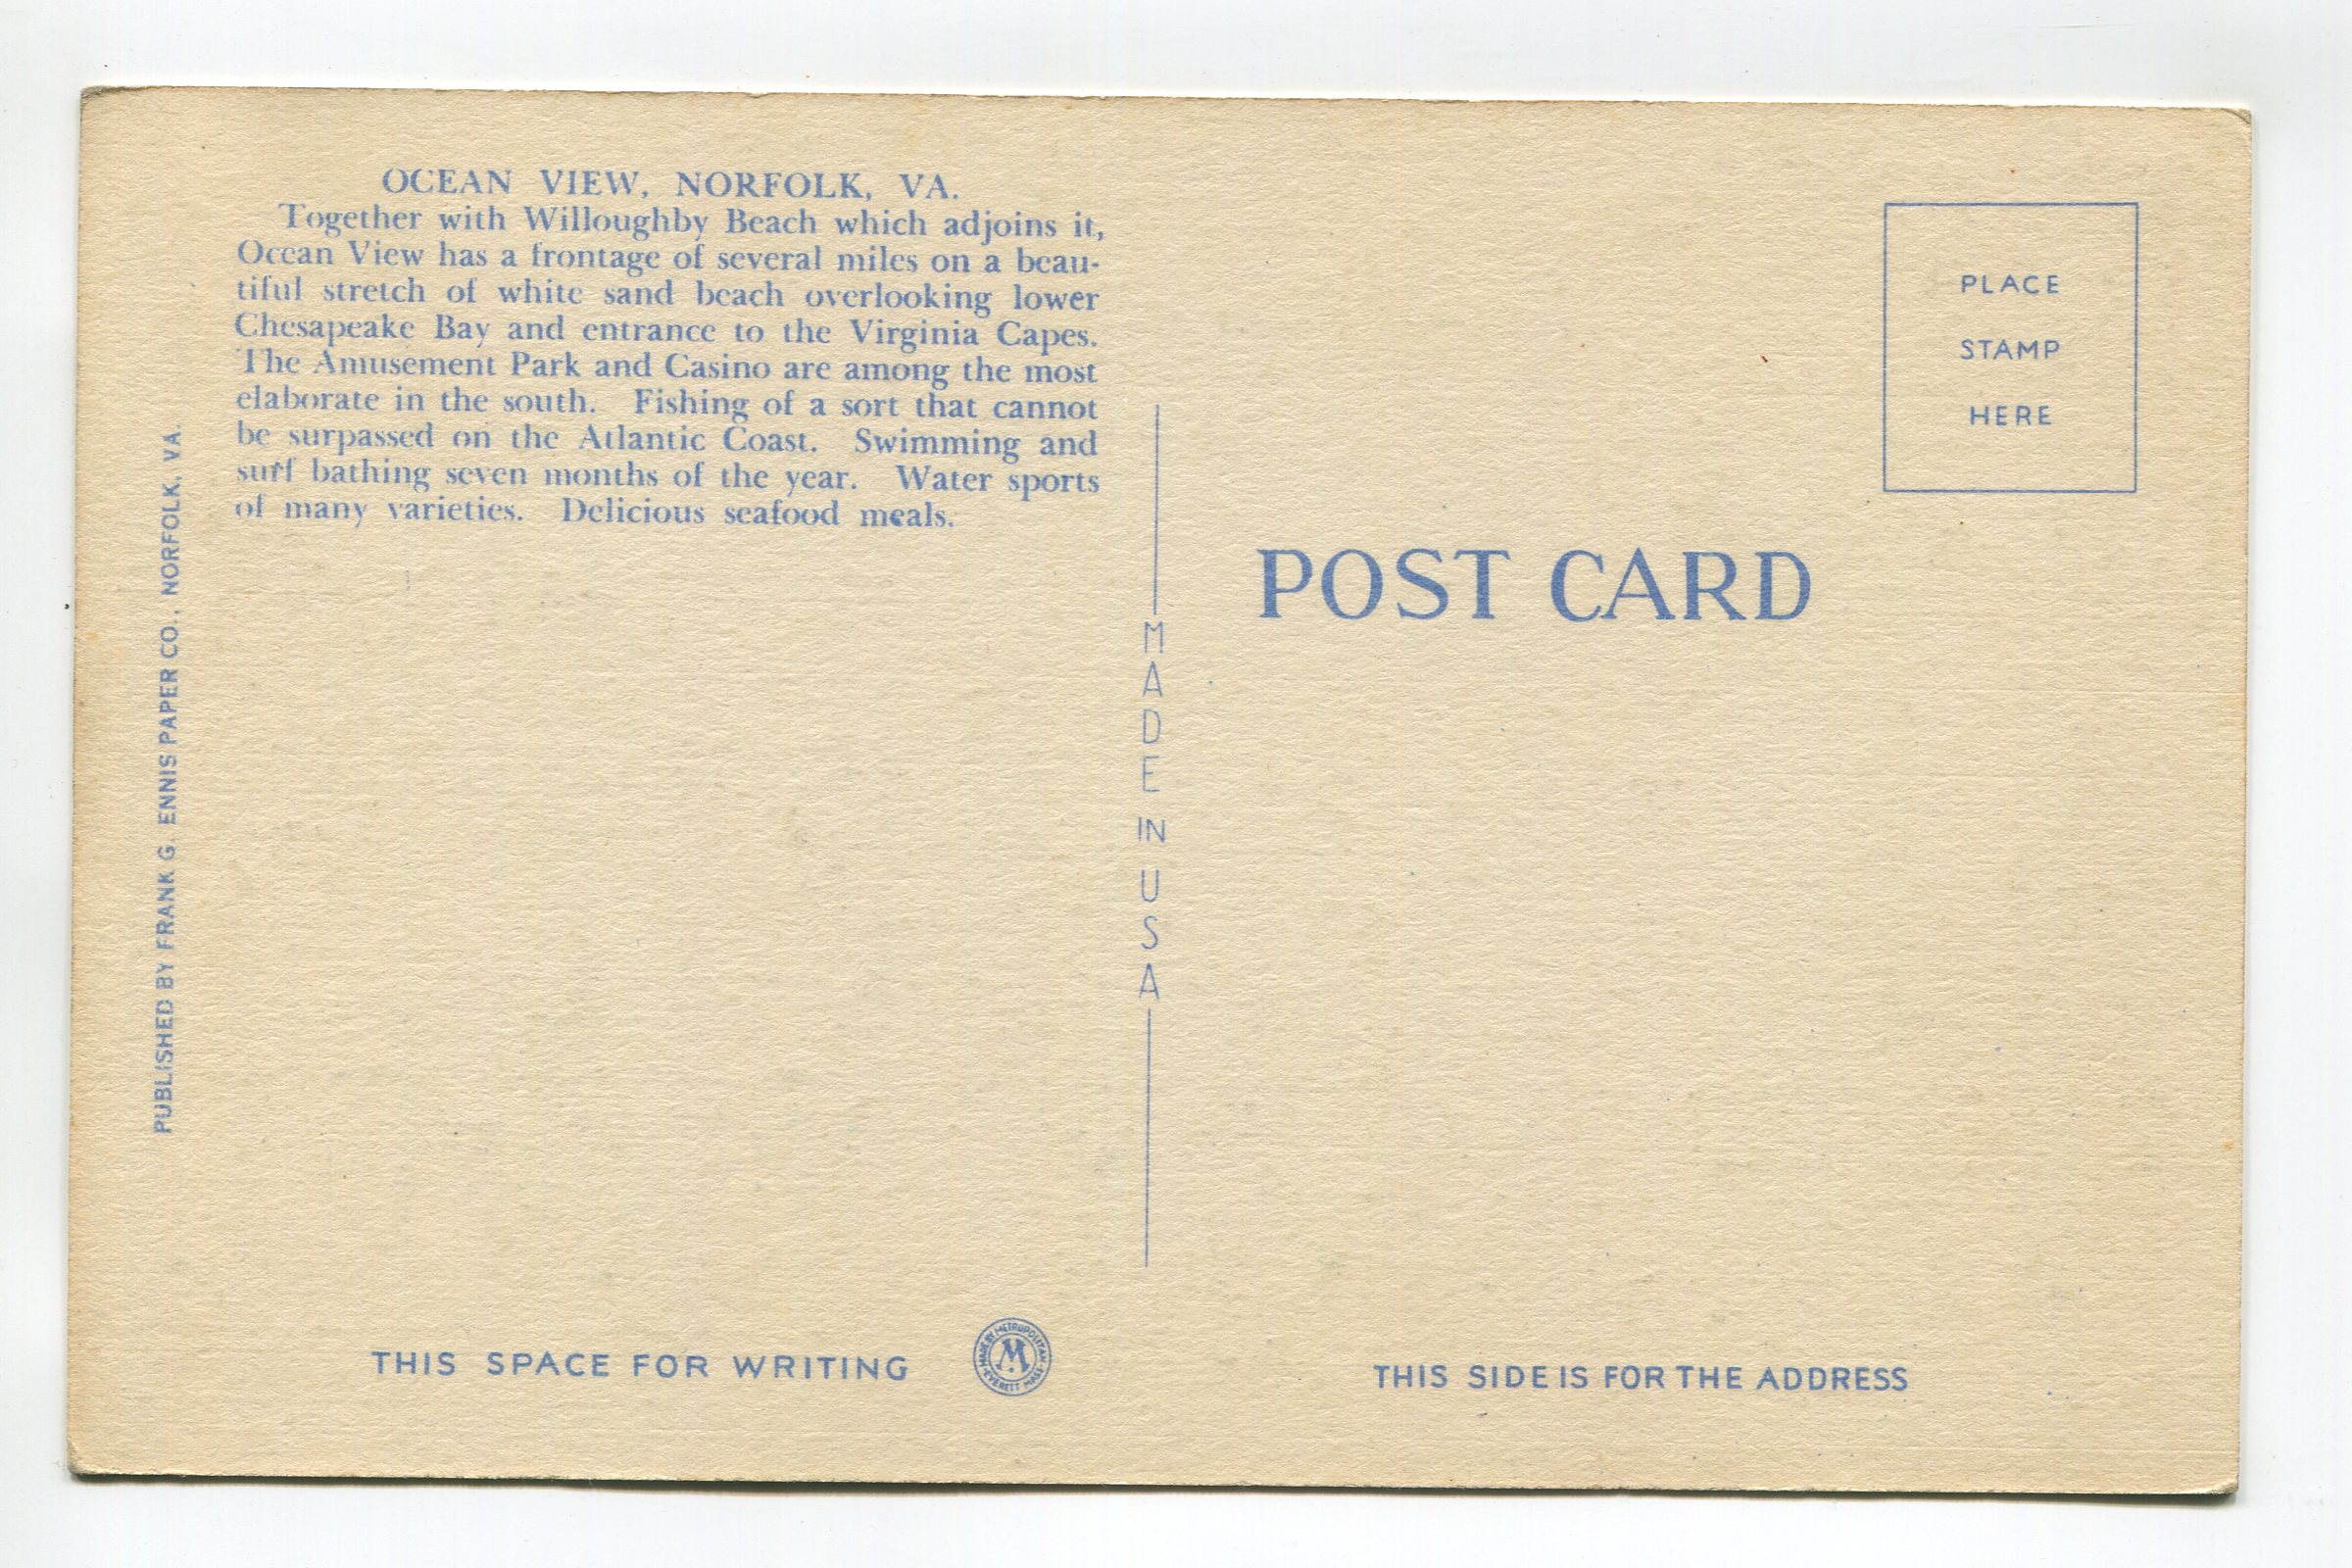 OCEAN VIEW, NORFOLK, VA.
Together with Willoughby Beach which adjoins it,
Ocean View has a frontage of several miles on a beau-
tiful stretch of white sand beach overlooking lower
Chesapeake Bay and entrance to the Virginia Capes.
The Amusement Park and Casino are among the most
elaborate in the south. Fishing of a sort that cannot
be surpassed on the Atlantic Coast. Swimming and
surf bathing seven months of the year. Water sports
of many varieties. Delicious seafood meals.
PUBLISHED BY FRANK G. ENNIS PAPER CO., NORFOLK, VA.
THIS SPACE FOR WRITING
MADE BY METROPOLITAN
M
EVERETT MASS.
MADE IN USA
PLACE
STAMP
HERE
POST CARD
THIS SIDE IS FOR THE ADDRESS